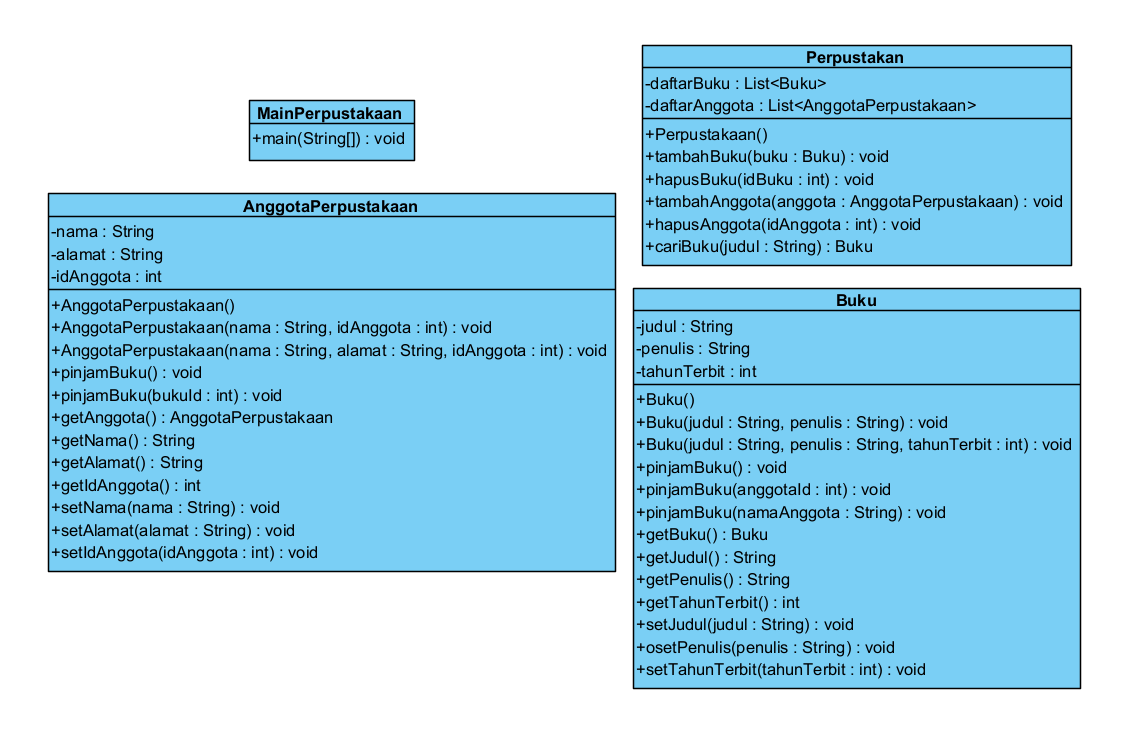 MainPerpustakaan
+main(String[]) : void
AnggotaPerpustakaan
-nama : String
-alamat : String
-idAnggota : int
+AnggotaPerpustakaan()
+AnggotaPerpustakaan(nama : String, idAnggota : int) : void
+AnggotaPerpustakaan(nama : String, alamat : String, idAnggota : int) : void
+pinjamBuku() : void
+pinjamBuku(bukuId : int) : void
+getAnggota() : AnggotaPerpustakaan
+getNama() : String
+getAlamat() : String
+getIdAnggota() : int
+setNama(nama : String) : void
+setAlamat(alamat : String) : void
+setIdAnggota(idAnggota : int) : void
Perpustakan
-daftarBuku : List<Buku>
-daftarAnggota : List<AnggotaPerpustakaan>
+Perpustakaan()
+tambahBuku(buku : Buku) : void
+hapusBuku(idBuku : int) : void
+tambahAnggota(anggota : AnggotaPerpustakaan) : void
+hapusAnggota(idAnggota : int) : void
+cariBuku(judul : String) : Buku
Buku
-judul : String
-penulis : String
-tahunTerbit : int
+Buku()
+Buku(judul : String, penulis : String) : void
+Buku(judul : String, penulis : String, tahunTerbit : int) : void
+pinjamBuku() : void
+pinjamBuku(anggotaId : int) : void
+pinjamBuku(namaAnggota : String) : void
+getBuku() : Buku
+getJudul() : String
+getPenulis() : String
+getTahunTerbit() : int
+setJudul(judul : String) : void
+osetPenulis(penulis : String) : void
+setTahunTerbit(tahunTerbit : int) : void